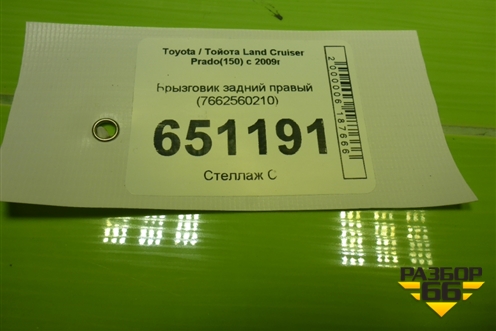 Toyota / Тойота Land Cruiser
Prado(150) с 2009г
Брызговик задний правый
(7662560210)
651191
Стеллаж С
2000006187666
РАЗБОР
66